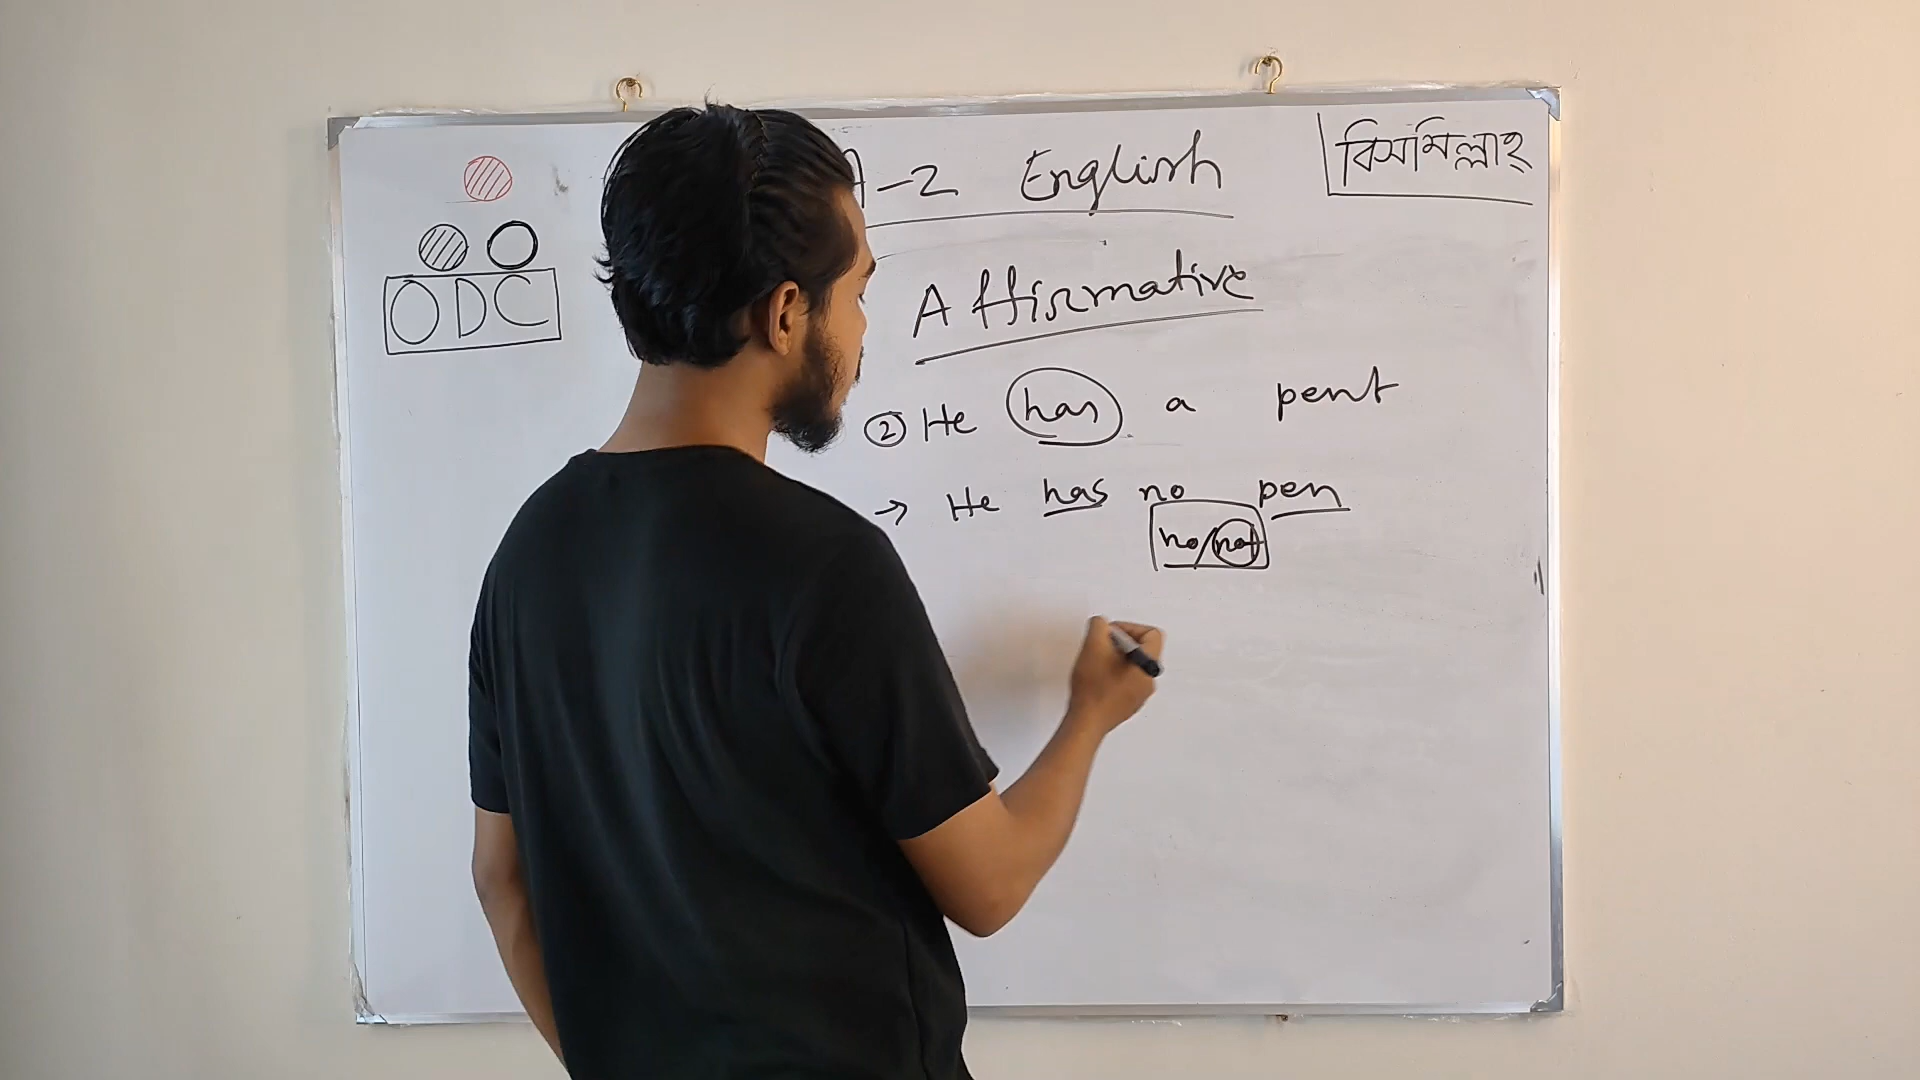 A-2 English
বিসমিল্লাহ
ODC
Affirmative
② He has a pent
→ He has no pen
no/not